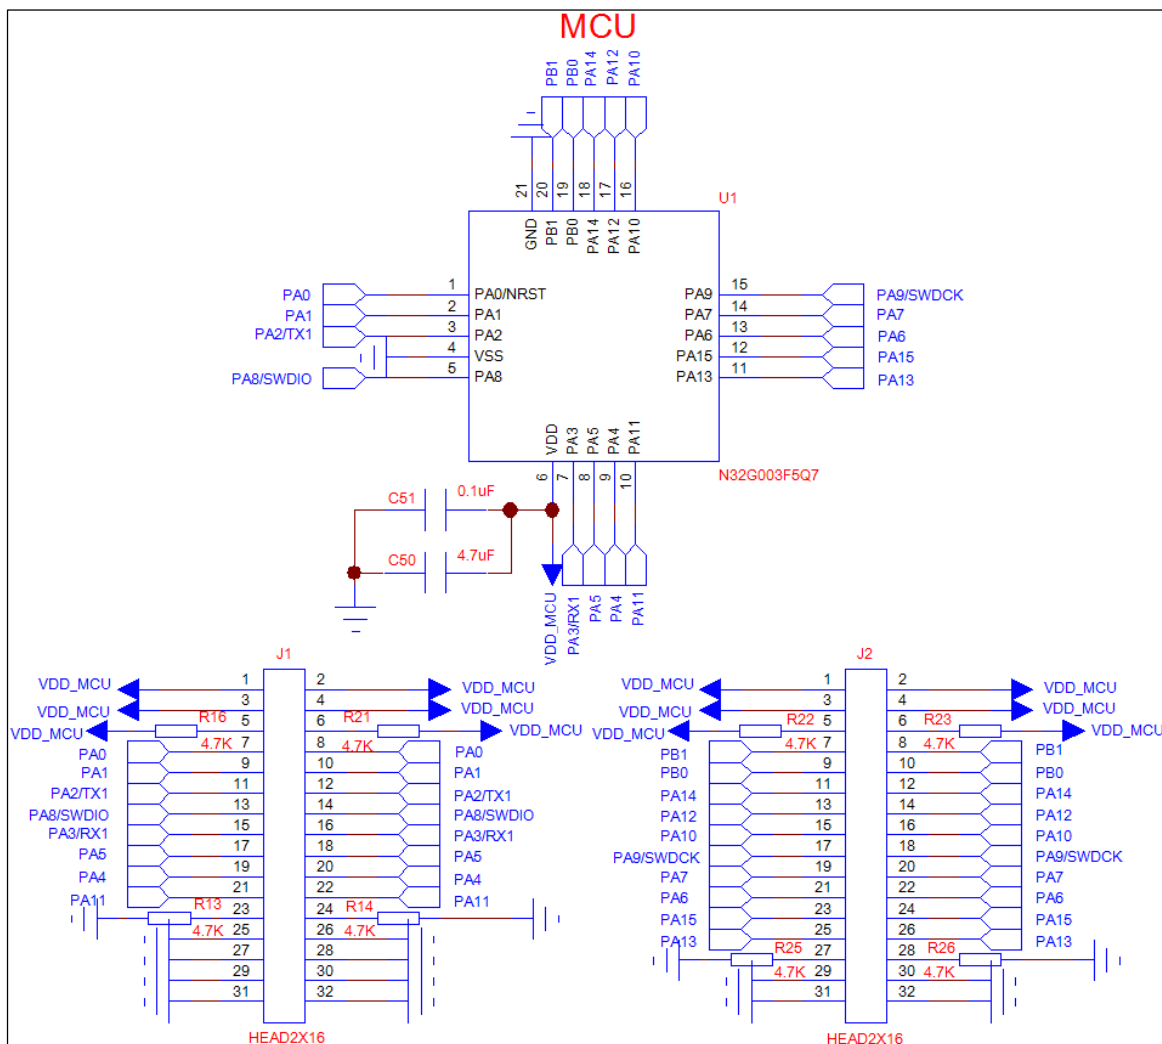 MCU
PB1
PB0
PA14
PA12
PA10
21
20
19
18
17
16
U1
GND
PB1
PB0
PA14
PA12
PA10
PA0 1 PA0/NRST PA9 15 PA9/SWDCK
PA1 2 PA1 PA7 14 PA7
PA2/TX1 3 PA2 PA6 13 PA6
4 VSS PA15 12 PA15
PA8/SWDIO 5 PA8 PA13 11 PA13
VDD
PA3
PA5
PA4
PA11
6
7
8
9
10
N32G003F5Q7
C51 0.1uF
C50 4.7uF
VDD_MCU
PA3/RX1
PA5
PA4
PA11
J1
VDD_MCU 1 2 VDD_MCU
VDD_MCU 3 4 VDD_MCU
VDD_MCU R16 5 6 R21 VDD_MCU
4.7K 4.7K
PA0 7 8 PA0
PA1 9 10 PA1
PA2/TX1 11 12 PA2/TX1
PA8/SWDIO 13 14 PA8/SWDIO
PA3/RX1 15 16 PA3/RX1
PA5 17 18 PA5
PA4 19 20 PA4
PA11 21 22 PA11
R13 23 24 R14
4.7K 25 26 4.7K
27 28
29 30
31 32
HEAD2X16
J2
VDD_MCU 1 2 VDD_MCU
VDD_MCU 3 4 VDD_MCU
VDD_MCU R22 5 6 R23 VDD_MCU
4.7K 4.7K
PB1 7 8 PB1
PB0 9 10 PB0
PA14 11 12 PA14
PA12 13 14 PA12
PA10 15 16 PA10
PA9/SWDCK 17 18 PA9/SWDCK
PA7 19 20 PA7
PA6 21 22 PA6
PA15 23 24 PA15
PA13 25 26 PA13
R25 27 28 R26
4.7K 29 30 4.7K
31 32
HEAD2X16